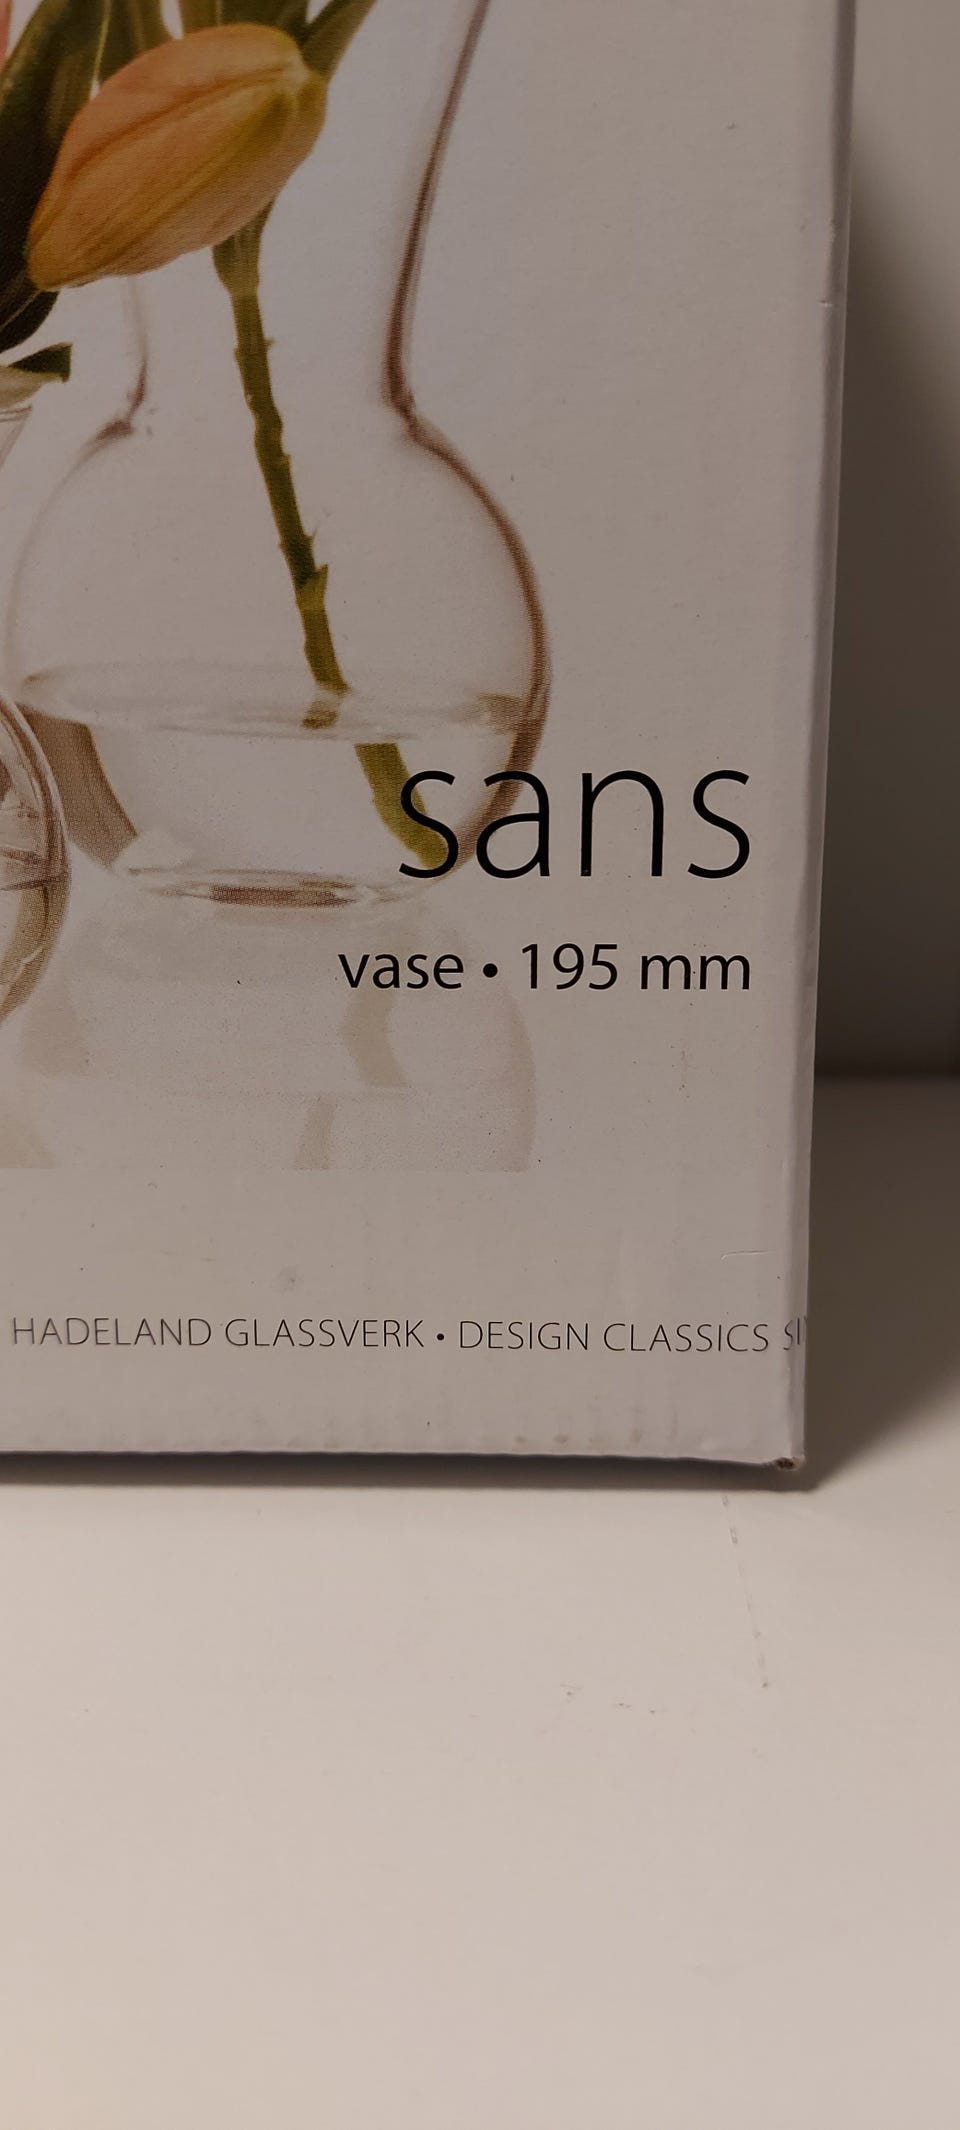 sans
vase • 195 mm
HADELAND GLASSVERK • DESIGN CLASSICS